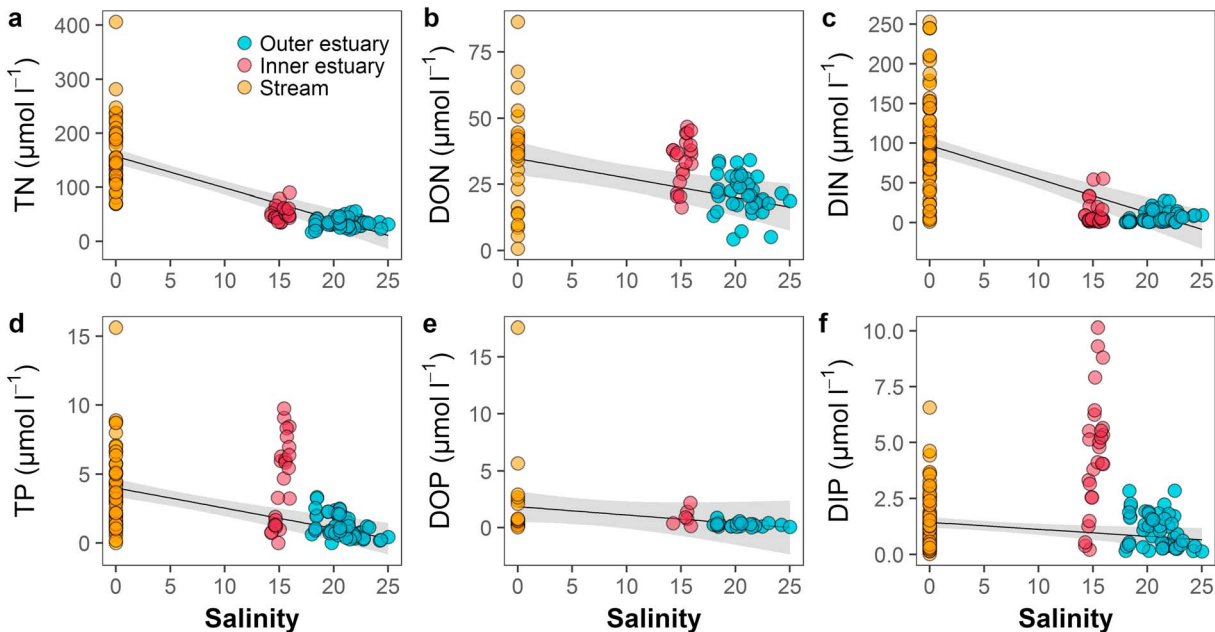 a
TN (µmol l⁻¹)
400
300
200
100
0
0 5 10 15 20 25
Outer estuary
Inner estuary
Stream
b
DON (µmol l⁻¹)
75
50
25
0
0 5 10 15 20 25
c
DIN (µmol l⁻¹)
250
200
150
100
50
0
0 5 10 15 20 25
d
TP (µmol l⁻¹)
15
10
5
0
0 5 10 15 20 25
Salinity
e
DOP (µmol l⁻¹)
15
10
5
0
0 5 10 15 20 25
Salinity
f
DIP (µmol l⁻¹)
10.0
7.5
5.0
2.5
0.0
0 5 10 15 20 25
Salinity